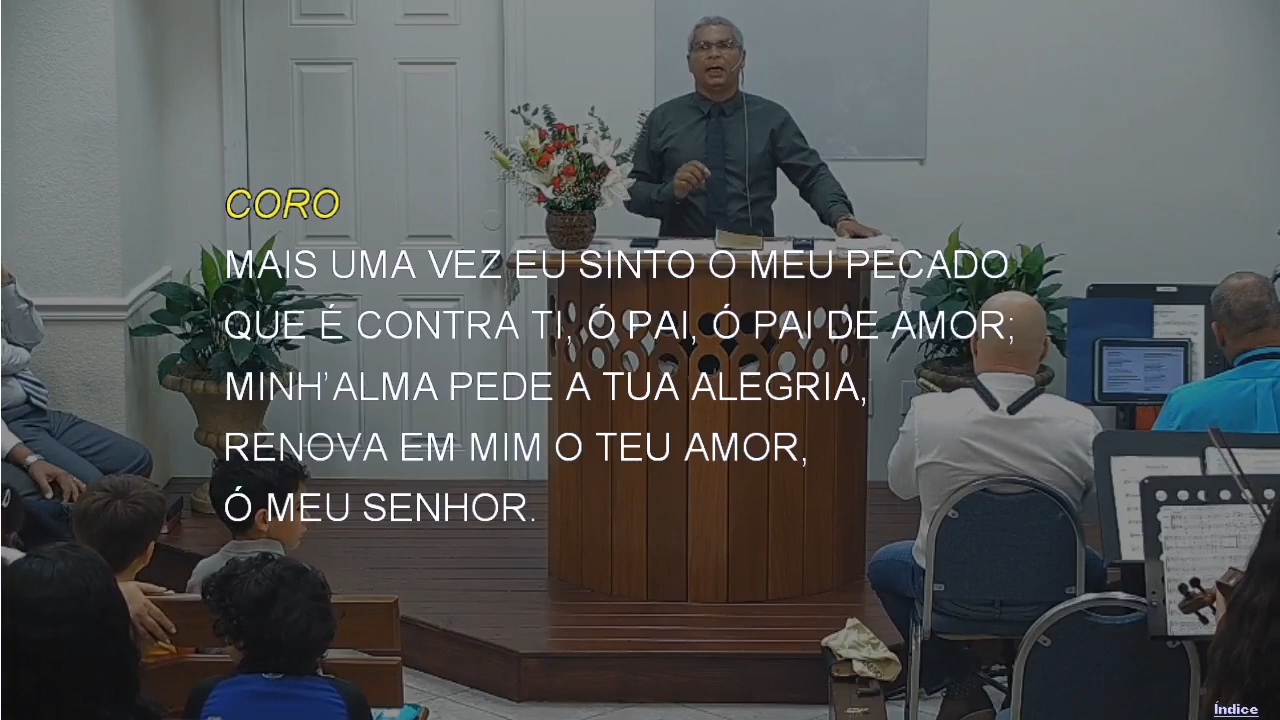 CORO
MAIS UMA VEZ EU SINTO O MEU PECADO
QUE É CONTRA TI, Ó PAI, Ó PAI DE AMOR;
MINH'ALMA PEDE A TUA ALEGRIA,
RENOVA EM MIM O TEU AMOR,
Ó MEU SENHOR.
Índice